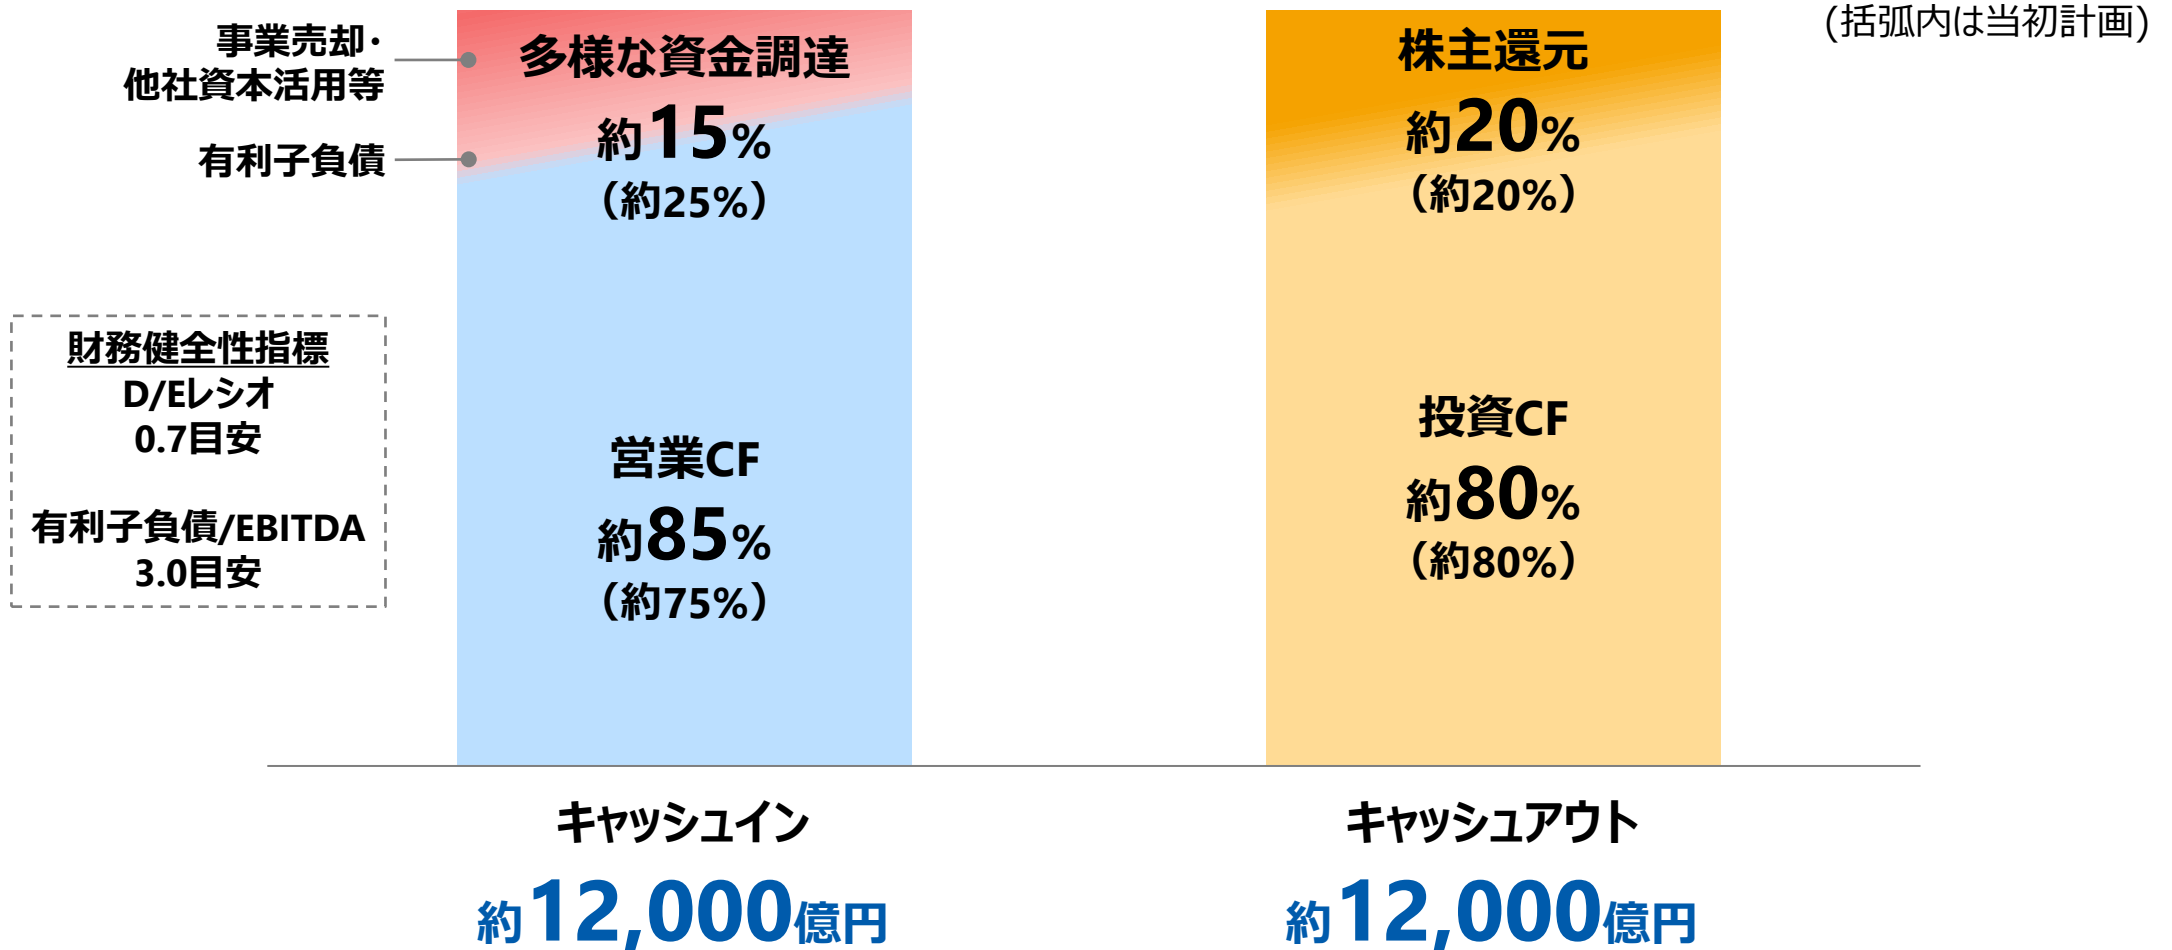 (括弧内は当初計画)
事業売却・
他社資本活用等
有利子負債
多様な資金調達
約15%
（約25%）
営業CF
約85%
（約75%）
財務健全性指標
D/Eレシオ
0.7目安
有利子負債/EBITDA
3.0目安
株主還元
約20%
（約20%）
投資CF
約80%
（約80%）
キャッシュイン
約12,000億円
キャッシュアウト
約12,000億円